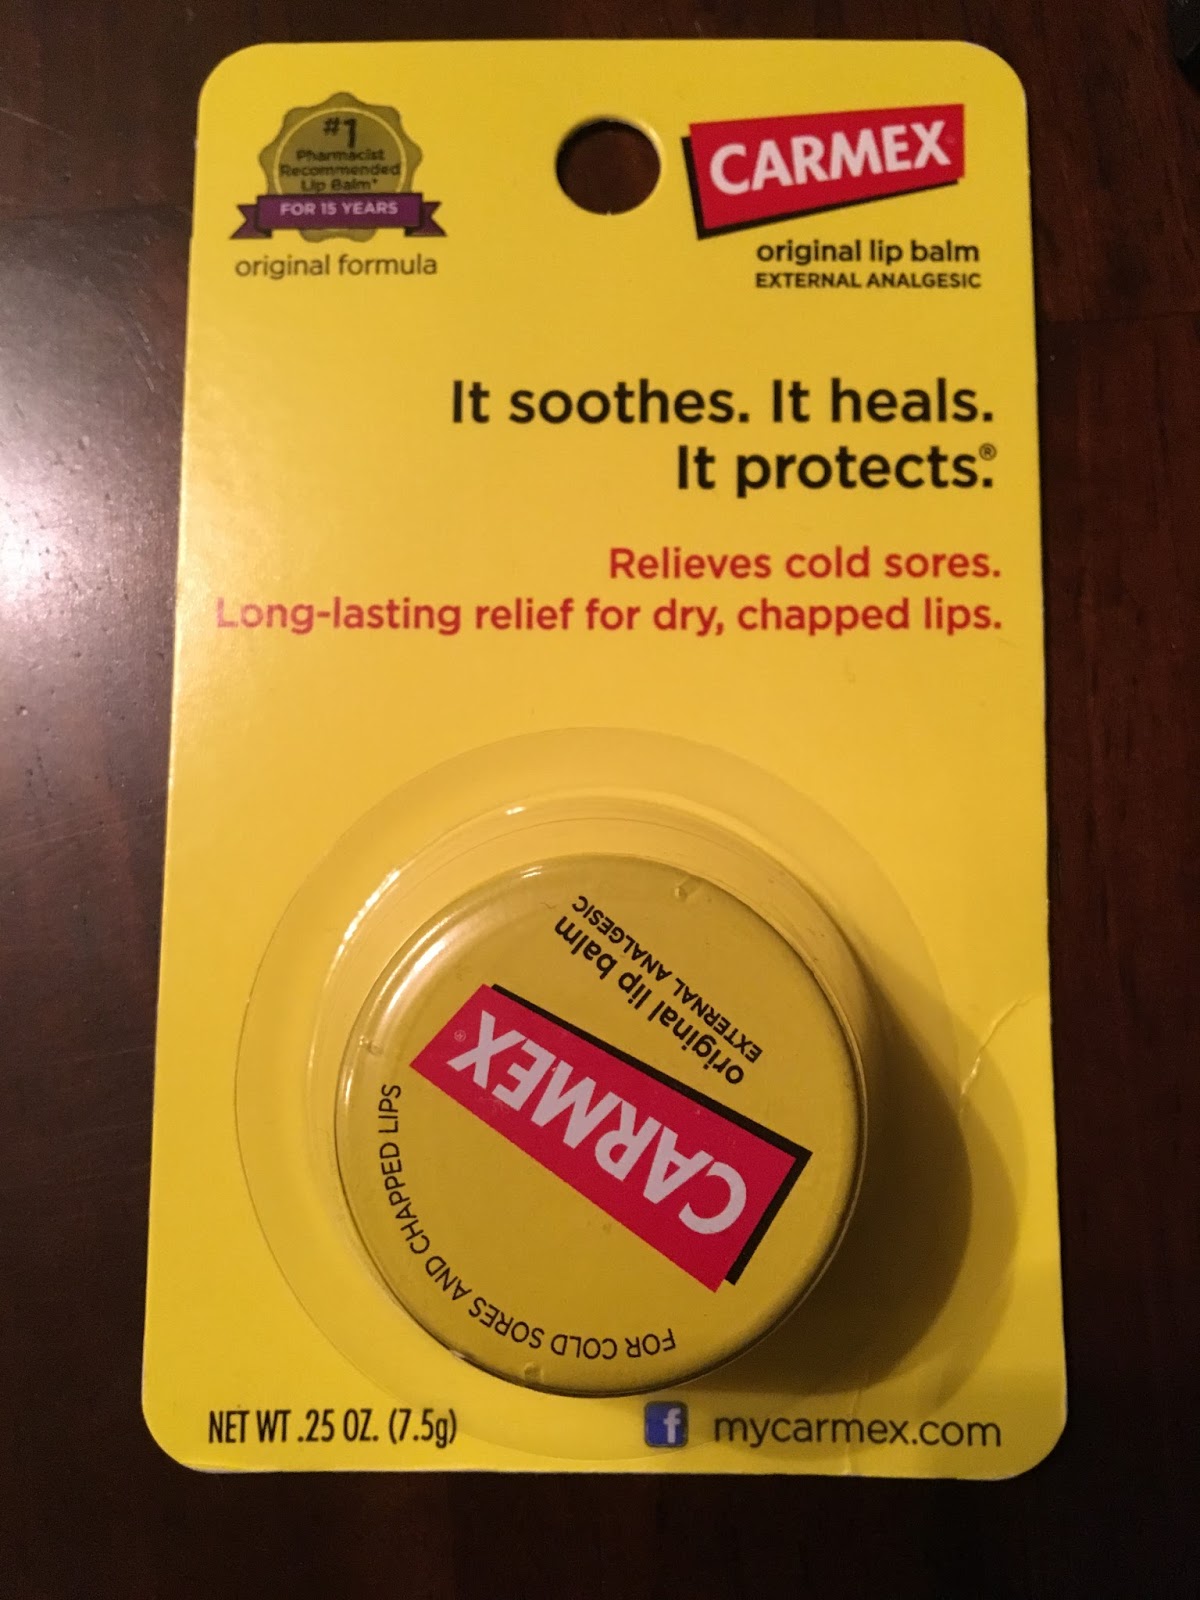 #1
Pharmacist
Recommended
Lip Balm*
FOR 15 YEARS
original formula
CARMEX
original lip balm
EXTERNAL ANALGESIC
It soothes. It heals.
It protects.®
Relieves cold sores.
Long-lasting relief for dry, chapped lips.
CARMEX®
original lip balm
EXTERNAL ANALGESIC
FOR COLD SORES AND CHAPPED LIPS
NET WT .25 OZ. (7.5g)
f mycarmex.com